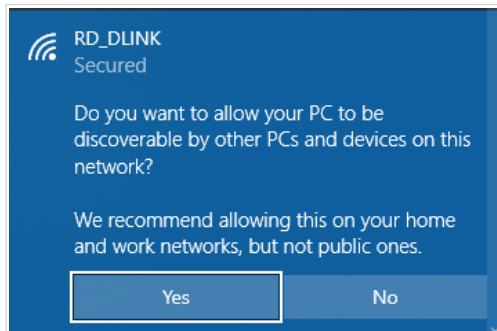 RD_DLINK
Secured
Do you want to allow your PC to be
discoverable by other PCs and devices on this
network?
We recommend allowing this on your home
and work networks, but not public ones.
Yes
No